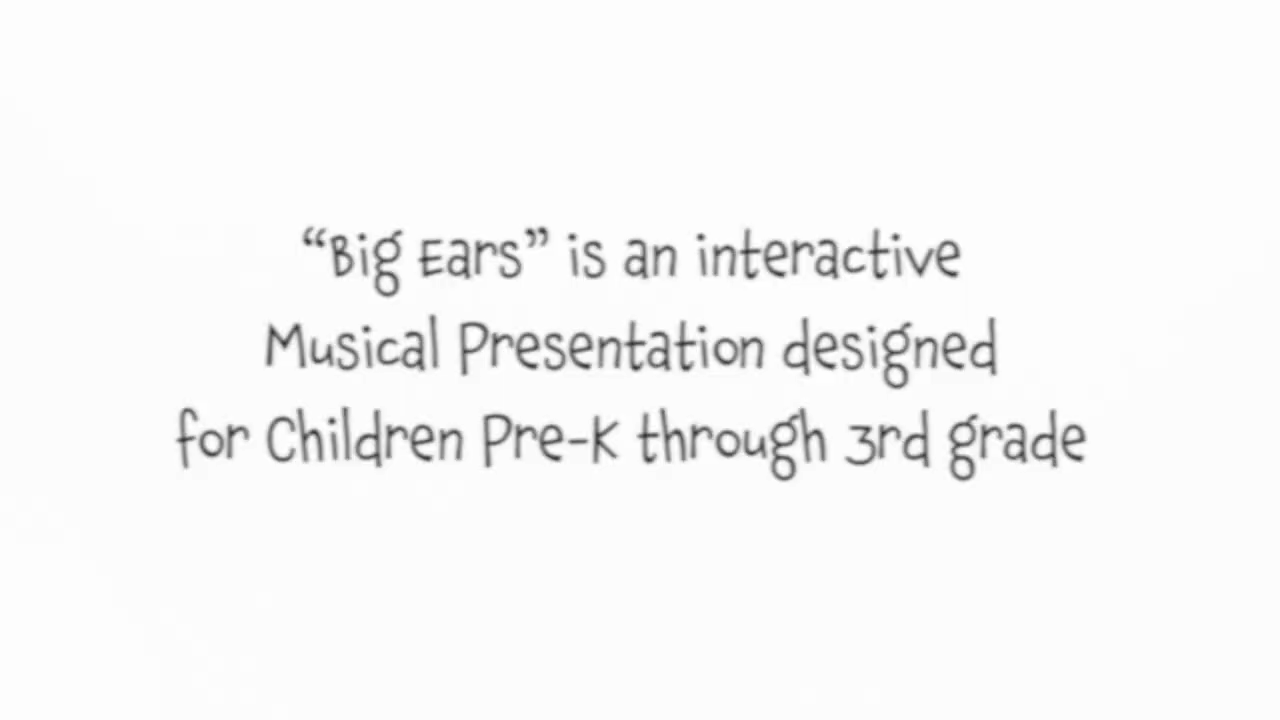 “Big Ears” is an interactive
Musical Presentation designed
for Children Pre-K through 3rd grade